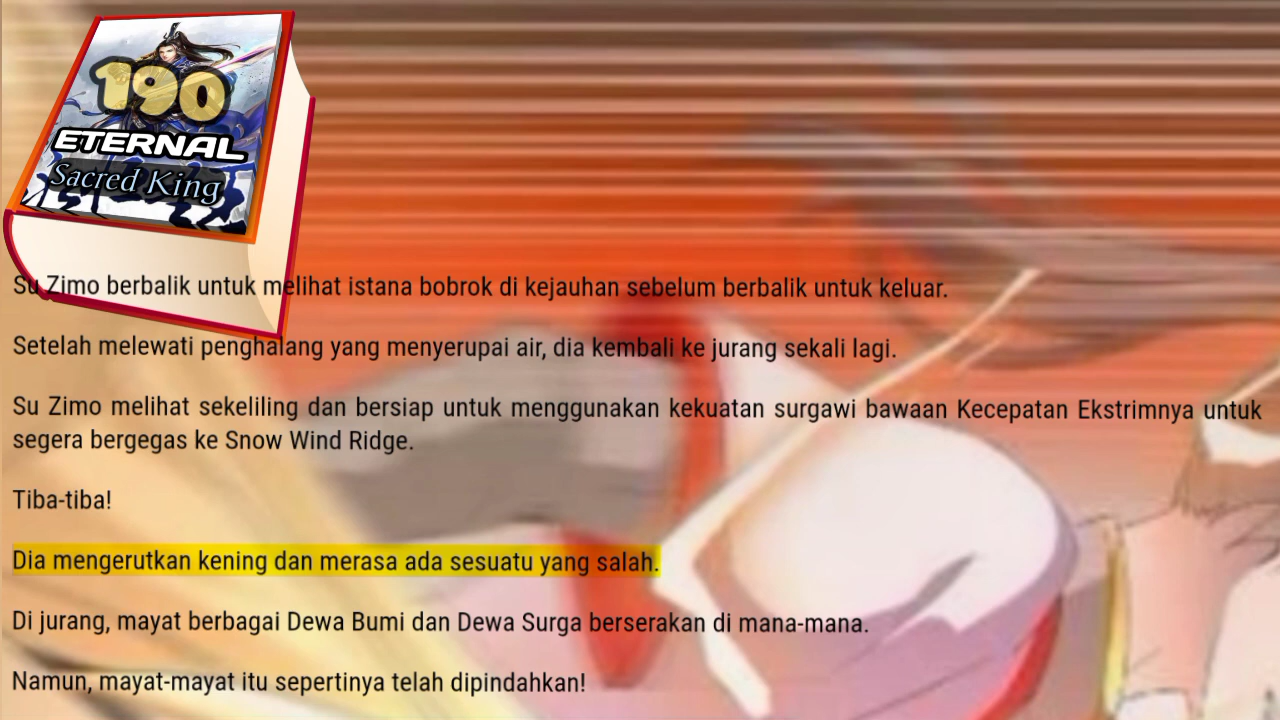 190
ETERNAL
Sacred King
Su Zimo berbalik untuk melihat istana bobrok di kejauhan sebelum berbalik untuk keluar.
Setelah melewati penghalang yang menyerupai air, dia kembali ke jurang sekali lagi.
Su Zimo melihat sekeliling dan bersiap untuk menggunakan kekuatan surgawi bawaan Kecepatan Ekstrimnya untuk
segera bergegas ke Snow Wind Ridge.
Tiba-tiba!
Dia mengerutkan kening dan merasa ada sesuatu yang salah.
Di jurang, mayat berbagai Dewa Bumi dan Dewa Surga berserakan di mana-mana.
Namun, mayat-mayat itu sepertinya telah dipindahkan!